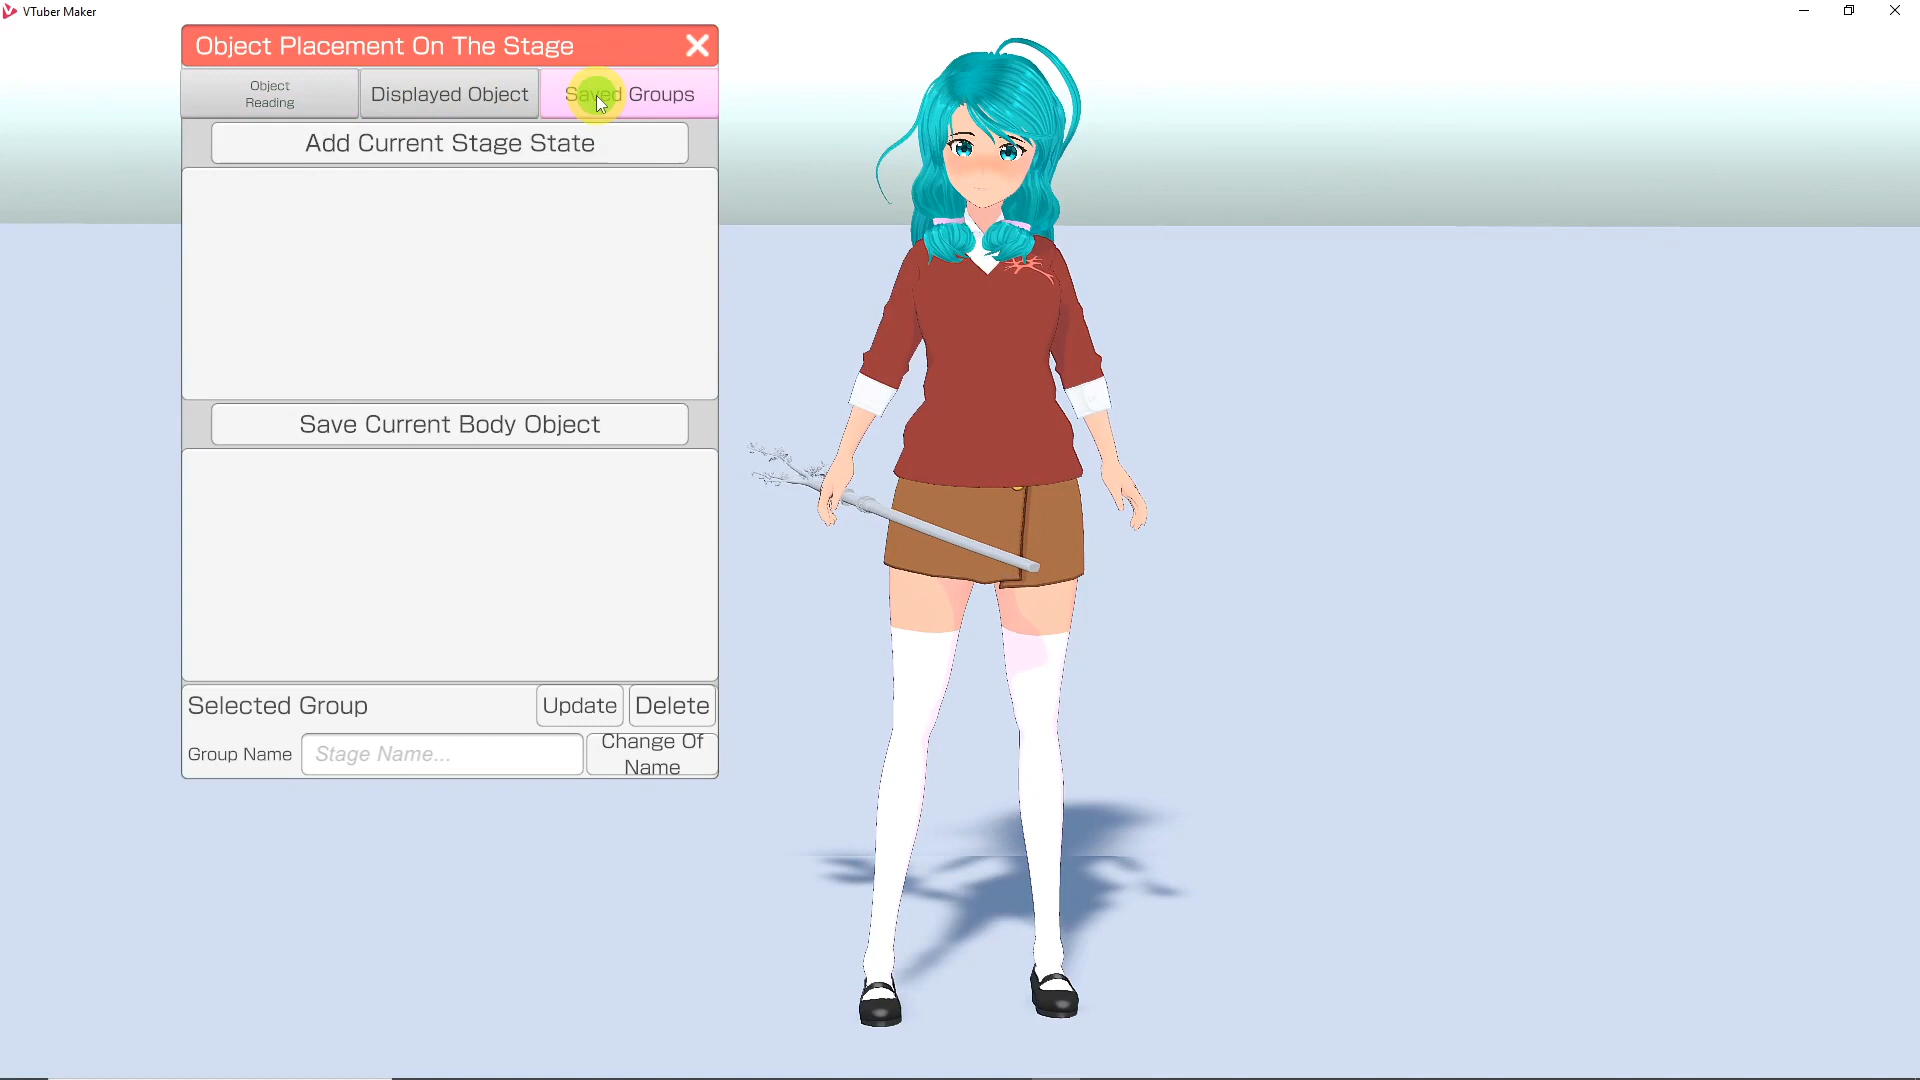 VTuber Maker
Object Placement On The Stage
Object
Reading
Displayed Object
Saved Groups
Add Current Stage State
Save Current Body Object
Selected Group
Update
Delete
Group Name
Stage Name...
Change Of
Name